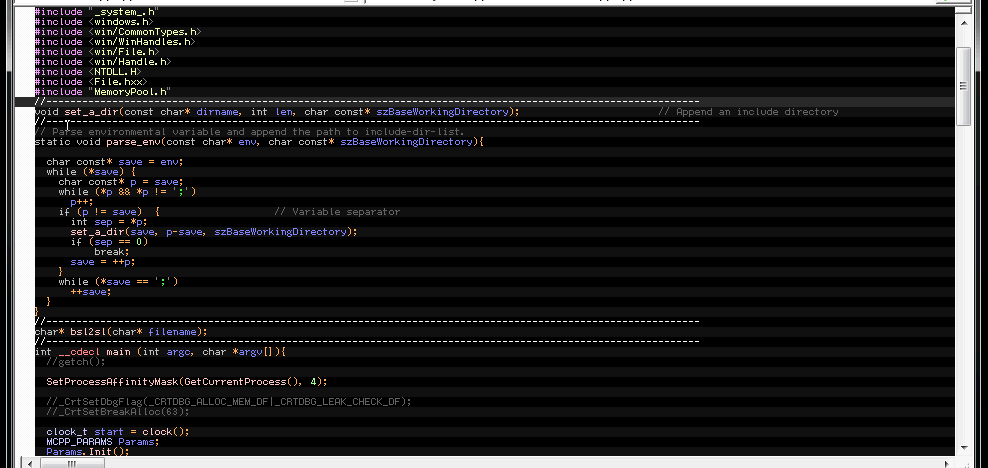 #include "_system_.h"
#include <windows.h>
#include <win/CommonTypes.h>
#include <win/WinHandles.h>
#include <win/File.h>
#include <win/Handle.h>
#include <NTDLL.H>
#include <File.hxx>
#include "MemoryPool.h"
//------------------------------------------------------------------------------------------------------------
void set_a_dir(const char* dirname, int len, char const* szBaseWorkingDirectory); // Append an include directory
//------------------------------------------------------------------------------------------------------------
// Parse environmental variable and append the path to include-dir-list.
static void parse_env(const char* env, char const* szBaseWorkingDirectory){
char const* save = env;
while (*save) {
char const* p = save;
while (*p && *p != ';')
p++;
if (p != save) { // Variable separator
int sep = *p;
set_a_dir(save, p-save, szBaseWorkingDirectory);
if (sep == 0)
break;
save = ++p;
}
while (*save == ';')
++save;
}
}
//------------------------------------------------------------------------------------------------------------
char* bsl2sl(char* filename);
//------------------------------------------------------------------------------------------------------------
int __cdecl main (int argc, char *argv[]){
//getch();
SetProcessAffinityMask(GetCurrentProcess(), 4);
//_CrtSetDbgFlag(_CRTDBG_ALLOC_MEM_DF|_CRTDBG_LEAK_CHECK_DF);
//_CrtSetBreakAlloc(63);
clock_t start = clock();
MCPP_PARAMS Params;
Params.Init();